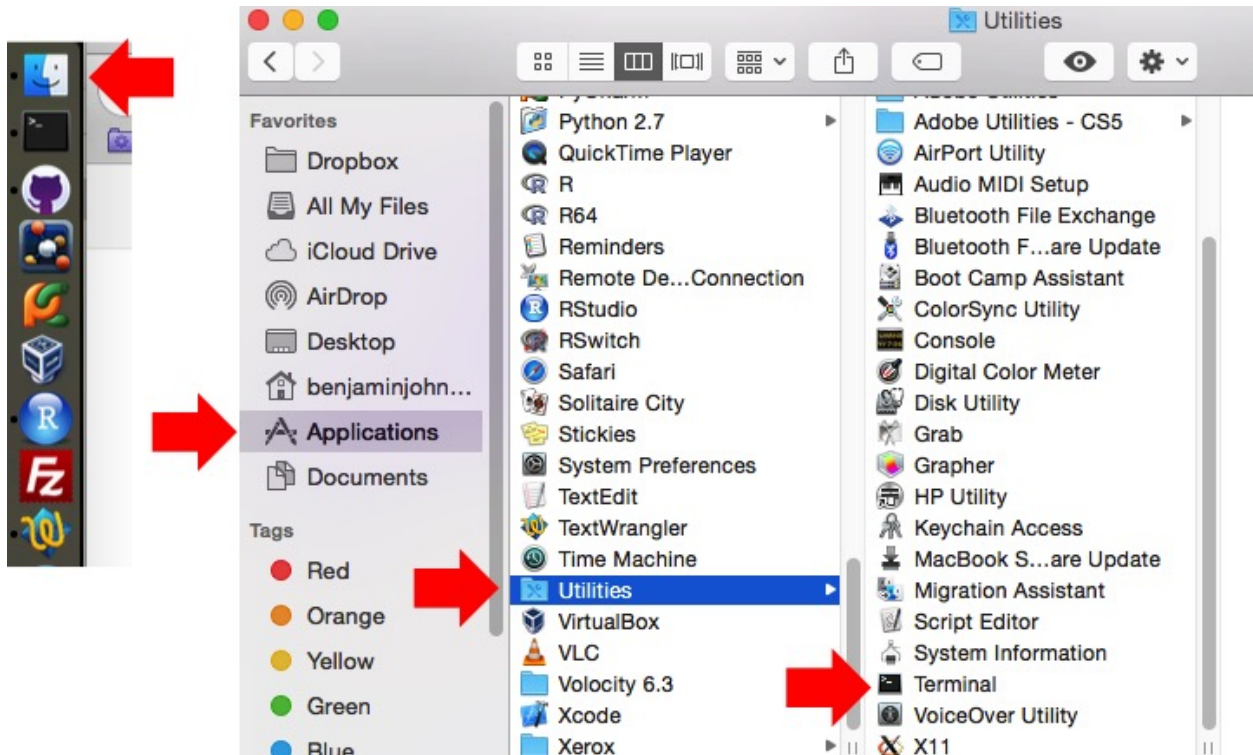 Utilities
Favorites
Dropbox
All My Files
iCloud Drive
AirDrop
Desktop
benjaminjohn...
Applications
Documents
Tags
Red
Orange
Yellow
Green
Blue
PyCharm
Python 2.7
QuickTime Player
R
R64
Reminders
Remote De...Connection
RStudio
RSwitch
Safari
Solitaire City
Stickies
System Preferences
TextEdit
TextWrangler
Time Machine
Utilities
VirtualBox
VLC
Volocity 6.3
Xcode
Xerox
Adobe Utilities
Adobe Utilities - CS5
AirPort Utility
Audio MIDI Setup
Bluetooth File Exchange
Bluetooth F...are Update
Boot Camp Assistant
ColorSync Utility
Console
Digital Color Meter
Disk Utility
Grab
Grapher
HP Utility
Keychain Access
MacBook S...are Update
Migration Assistant
Script Editor
System Information
Terminal
VoiceOver Utility
X11